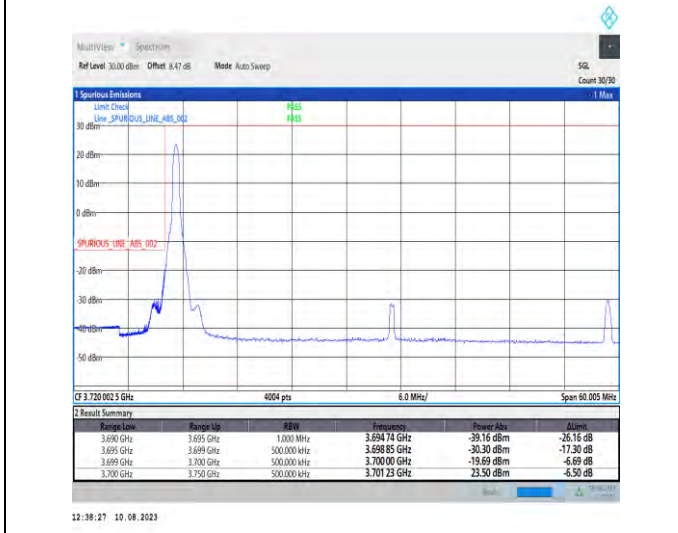 MultiView Spectrum
Ref Level 30.00 dBm Offset 8.47 dB Mode Auto Sweep SGL
Count 30/30
1 Spurious Emissions 1 Max
Limit Check PASS
Line _SPURIOUS_LINE_ABS_002 PASS
30 dBm
20 dBm
10 dBm
0 dBm
SPURIOUS_LINE_ABS_002
-20 dBm
-30 dBm
-40 dBm
-50 dBm
CF 3.720 002 5 GHz 4004 pts 6.0 MHz/ Span 60.005 MHz
2 Result Summary
Range Low Range Up RBW Frequency Power Abs ΔLimit
3.690 GHz 3.695 GHz 1.000 MHz 3.694 74 GHz -39.16 dBm -26.16 dB
3.695 GHz 3.699 GHz 500.000 kHz 3.698 85 GHz -30.30 dBm -17.30 dB
3.699 GHz 3.700 GHz 500.000 kHz 3.700 00 GHz -19.69 dBm -6.69 dB
3.700 GHz 3.750 GHz 500.000 kHz 3.701 23 GHz 23.50 dBm -6.50 dB
12:38:27 10.08.2023